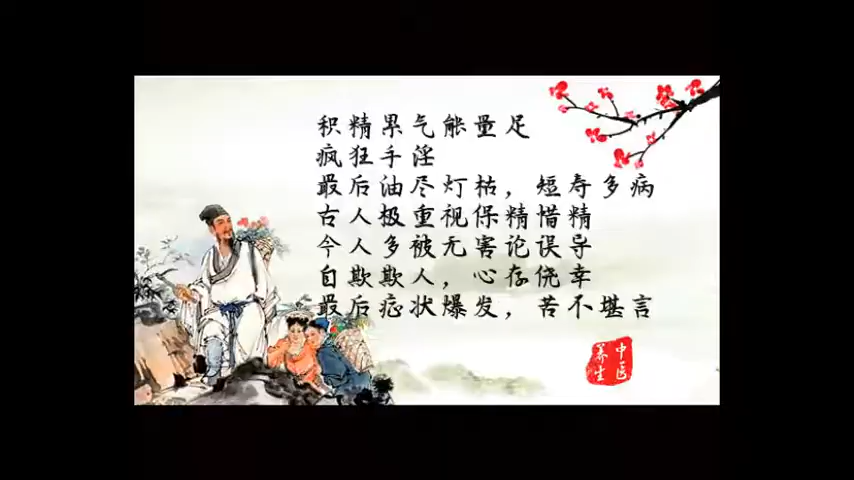 积精累气能量足
疯狂手淫
最后油尽灯枯，短寿多病
古人极重视保精惜精
今人多被无害论误导
自欺欺人，心存侥幸
最后症状爆发，苦不堪言
中医
养生